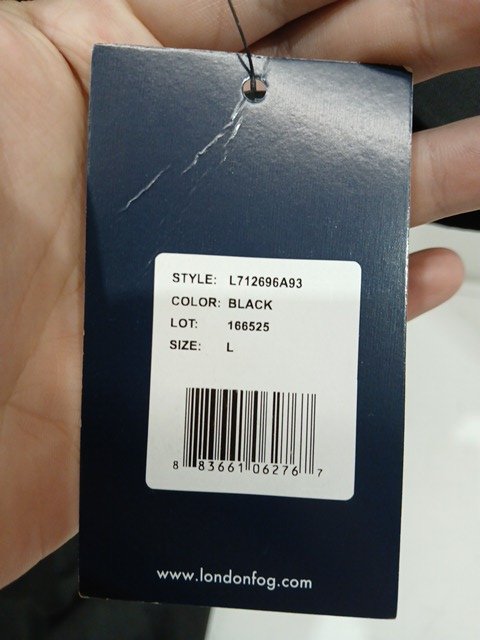 STYLE: L712696A93
COLOR: BLACK
LOT: 166525
SIZE: L
8 83661 06276 7
www.londonfog.com